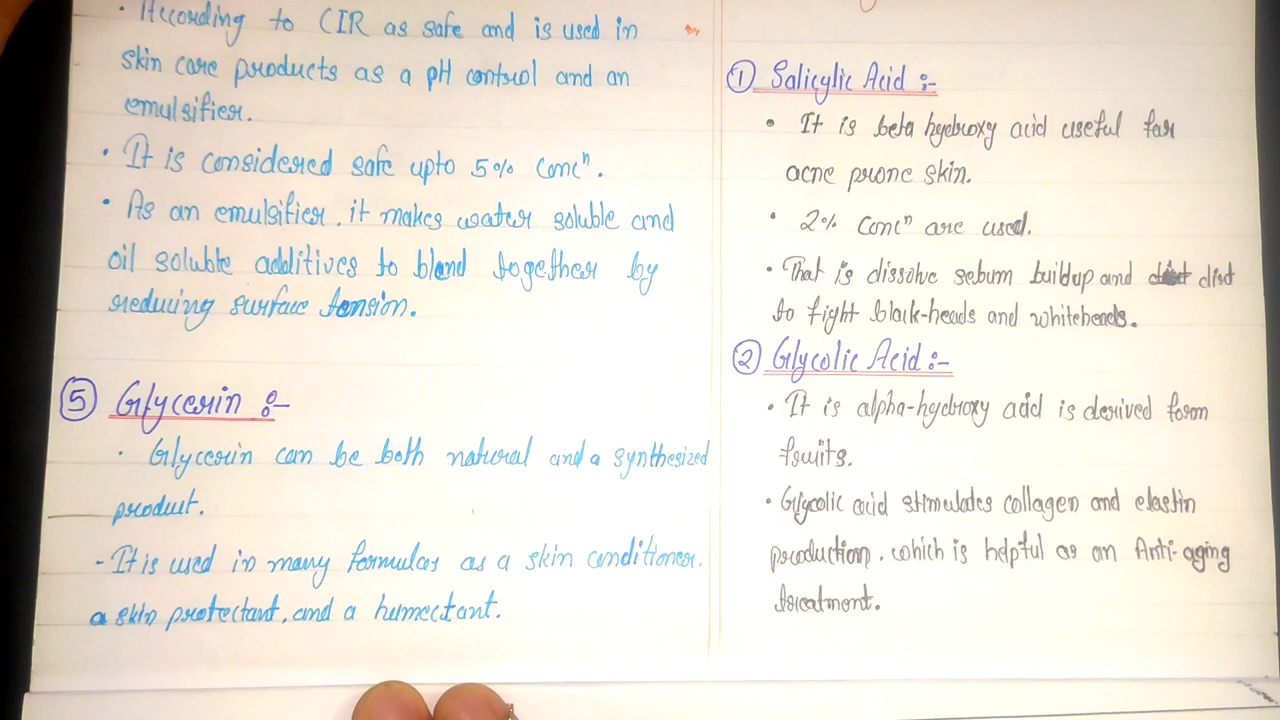 • According to CIR as safe and is used in
skin care products as a pH control and an
emulsifier.
• It is considered safe upto 5% Concⁿ.
• As an emulsifier, it makes water soluble and
oil soluble additives to blend together by
reducing surface tension.
⑤ Glycerin :-
• Glycerin can be both natural and a synthesized
product.
- It is used in many formulas as a skin conditioner,
a skin protectant, and a humectant.
① Salicylic Acid :-
• It is beta hydroxy acid useful for
acne prone skin.
• 2% Concⁿ are used.
• That is dissolve sebum buildup and dirt
to fight black-heads and whiteheads.
② Glycolic Acid :-
• It is alpha-hydroxy acid is derived form
fruits.
• Glycolic acid stimulates collagen and elastin
production, which is helpful as an Anti-aging
treatment.